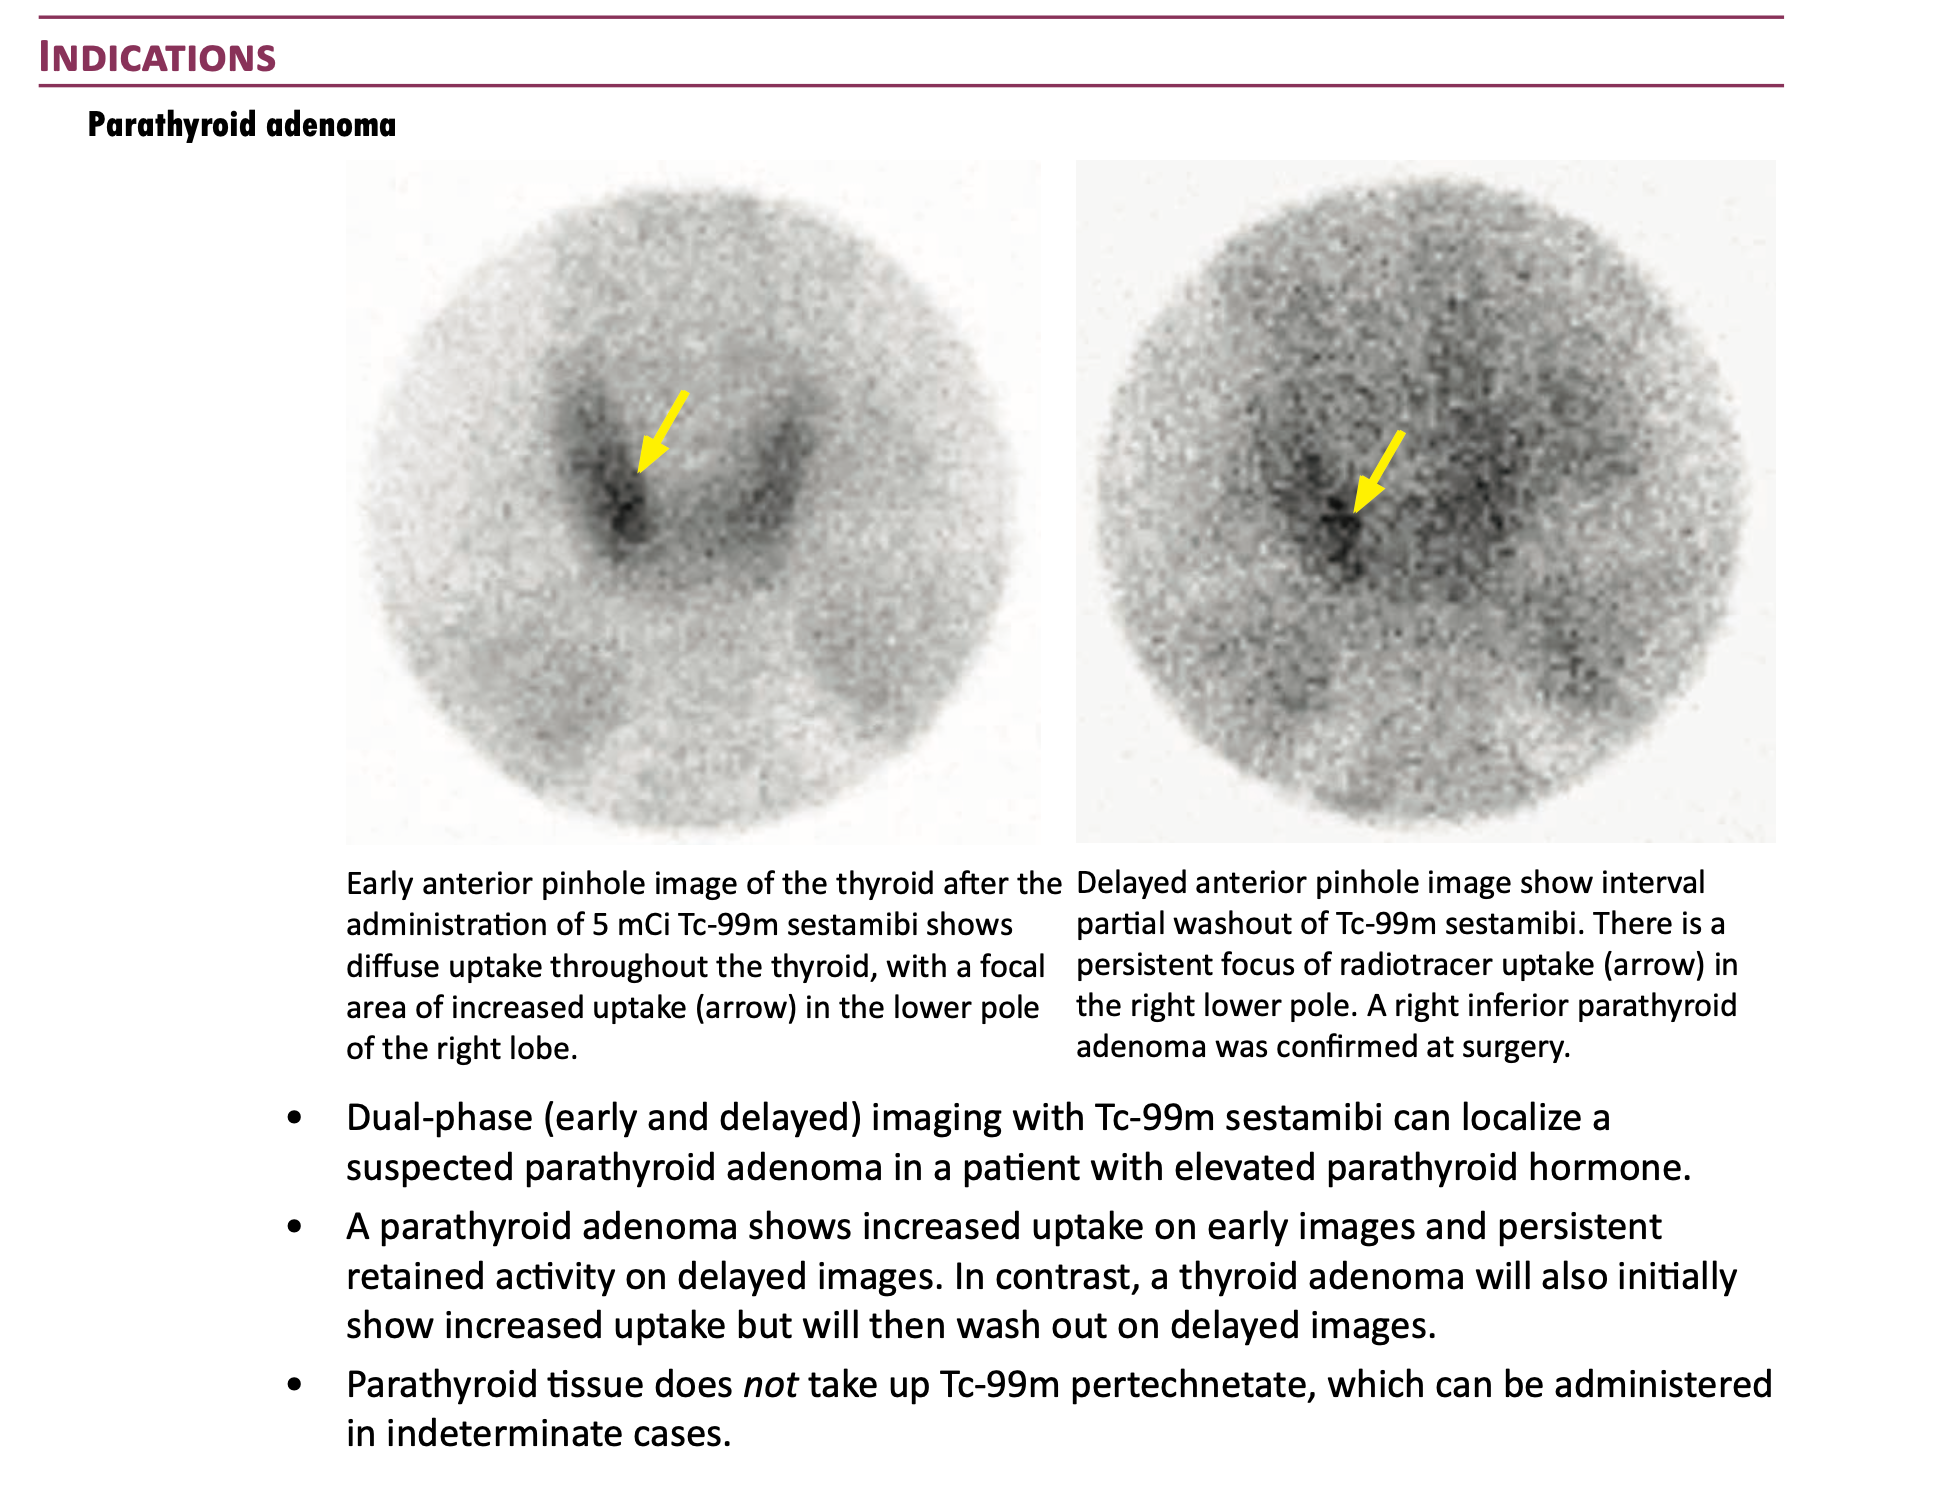 INDICATIONS
Parathyroid adenoma
Early anterior pinhole image of the thyroid after the
administration of 5 mCi Tc-99m sestamibi shows
diffuse uptake throughout the thyroid, with a focal
area of increased uptake (arrow) in the lower pole
of the right lobe.
Delayed anterior pinhole image show interval
partial washout of Tc-99m sestamibi. There is a
persistent focus of radiotracer uptake (arrow) in
the right lower pole. A right inferior parathyroid
adenoma was confirmed at surgery.
• Dual-phase (early and delayed) imaging with Tc-99m sestamibi can localize a
suspected parathyroid adenoma in a patient with elevated parathyroid hormone.
• A parathyroid adenoma shows increased uptake on early images and persistent
retained activity on delayed images. In contrast, a thyroid adenoma will also initially
show increased uptake but will then wash out on delayed images.
• Parathyroid tissue does not take up Tc-99m pertechnetate, which can be administered
in indeterminate cases.